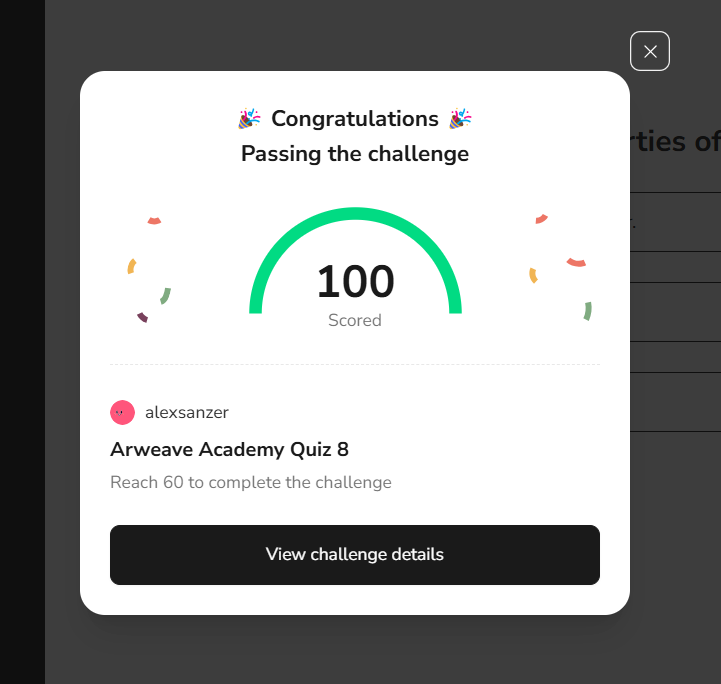 🎉 Congratulations 🎉
Passing the challenge
rties of
100
Scored
alexsanzer
Arweave Academy Quiz 8
Reach 60 to complete the challenge
View challenge details